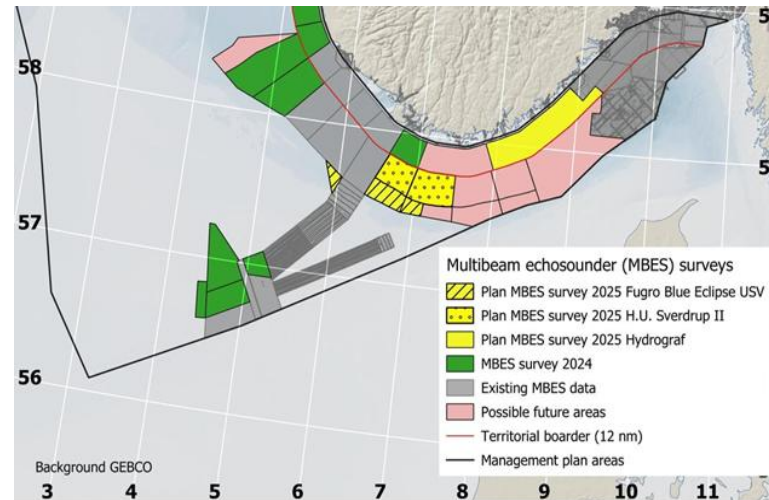 5
58
5
57
56
Multibeam echosounder (MBES) surveys
Plan MBES survey 2025 Fugro Blue Eclipse USV
Plan MBES survey 2025 H.U. Sverdrup II
Plan MBES survey 2025 Hydrograf
MBES survey 2024
Existing MBES data
Possible future areas
Territorial boarder (12 nm)
Management plan areas
Background GEBCO
3 4 5 6 7 8 9 10 11